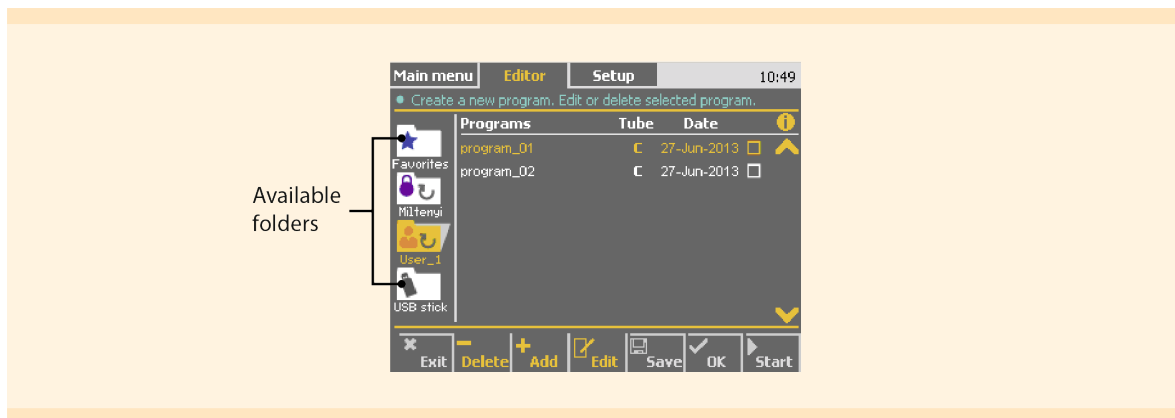 Main menu Editor Setup 10:49
• Create a new program. Edit or delete selected program.
Programs Tube Date
program_01 C 27-Jun-2013
program_02 C 27-Jun-2013
Favorites
Miltenyi
User_1
USB stick
Available
folders
Exit Delete Add Edit Save OK Start